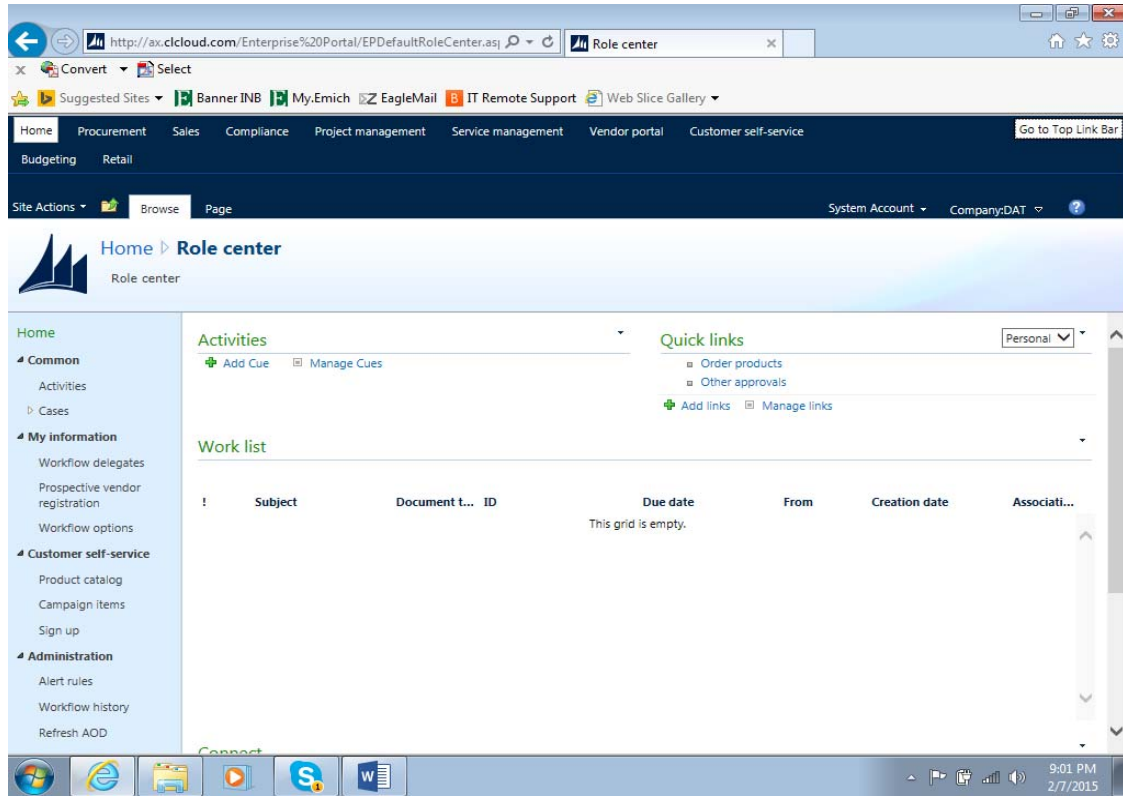 http://ax.clcloud.com/Enterprise%20Portal/EPDefaultRoleCenter.as
Role center
Convert Select
Suggested Sites Banner INB My.Emich EagleMail IT Remote Support Web Slice Gallery
Home Procurement Sales Compliance Project management Service management Vendor portal Customer self-service
Go to Top Link Bar
Budgeting Retail
Site Actions Browse Page System Account Company:DAT
Home Role center
Role center
Home
Common
Activities
Cases
My information
Workflow delegates
Prospective vendor
registration
Workflow options
Customer self-service
Product catalog
Campaign items
Sign up
Administration
Alert rules
Workflow history
Refresh AOD
Activities
Add Cue Manage Cues
Quick links Personal
Order products
Other approvals
Add links Manage links
Work list
! Subject Document t... ID Due date From Creation date Associati...
This grid is empty.
Connect
9:01 PM
2/7/2015